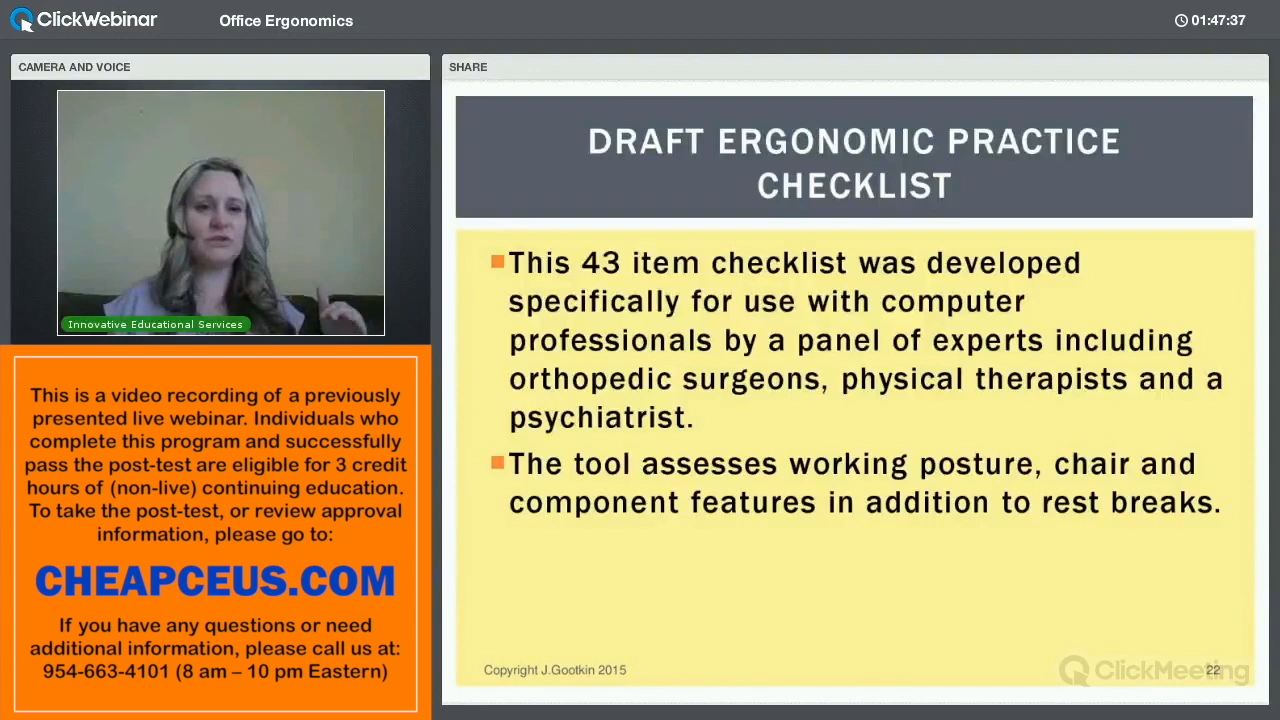 ClickWebinar
Office Ergonomics
01:47:37
CAMERA AND VOICE
SHARE
Innovative Educational Services
This is a video recording of a previously
presented live webinar. Individuals who
complete this program and successfully
pass the post-test are eligible for 3 credit
hours of (non-live) continuing education.
To take the post-test, or review approval
information, please go to:
CHEAPCEUS.COM
If you have any questions or need
additional information, please call us at:
954-663-4101 (8 am – 10 pm Eastern)
DRAFT ERGONOMIC PRACTICE
CHECKLIST
This 43 item checklist was developed
specifically for use with computer
professionals by a panel of experts including
orthopedic surgeons, physical therapists and a
psychiatrist.
The tool assesses working posture, chair and
component features in addition to rest breaks.
Copyright J.Gootkin 2015
22
ClickMeeting